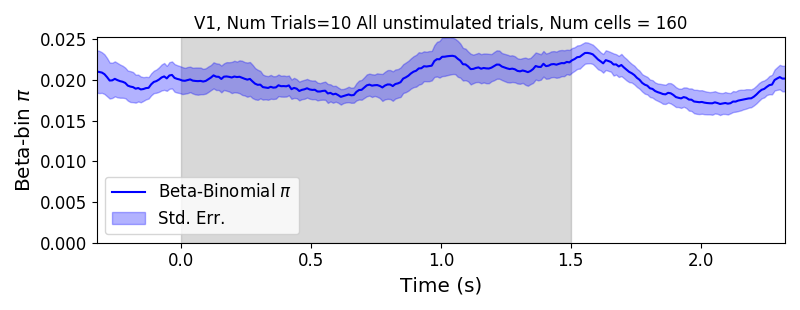 V1, Num Trials=10 All unstimulated trials, Num cells = 160
Beta-bin π
0.025
0.020
0.015
0.010
0.005
0.000
Beta-Binomial π
Std. Err.
0.0 0.5 1.0 1.5 2.0
Time (s)